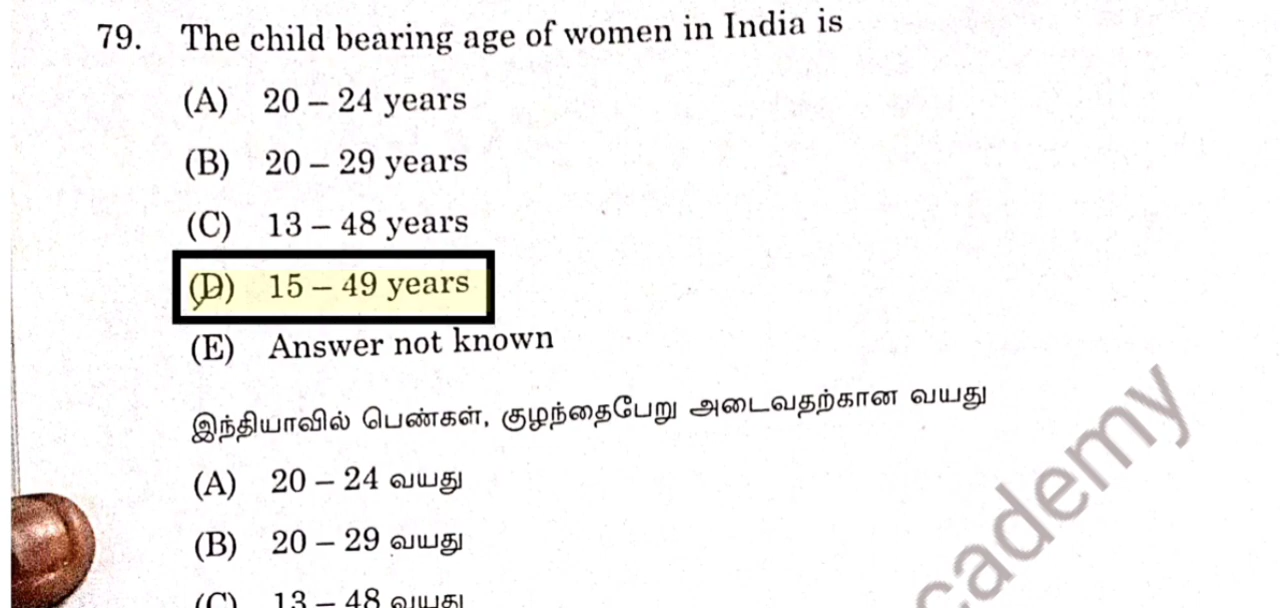 79. The child bearing age of women in India is
(A) 20 – 24 years
(B) 20 – 29 years
(C) 13 – 48 years
(D) 15 – 49 years
(E) Answer not known
இந்தியாவில் பெண்கள், குழந்தைபேறு அடைவதற்கான வயது
(A) 20 – 24 வயது
(B) 20 – 29 வயது
(C) 13 – 48 வயது
cademy